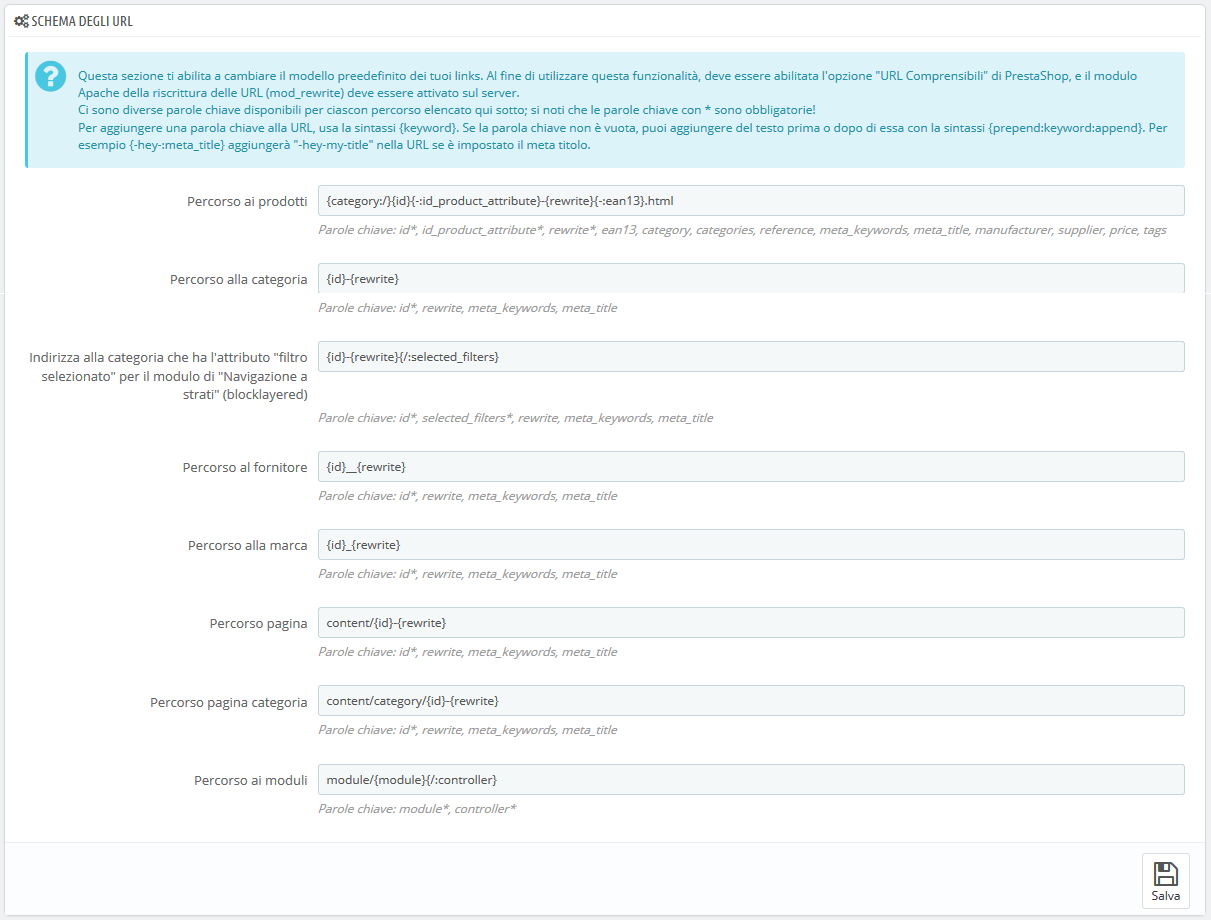 SCHEMA DEGLI URL
Questa sezione ti abilita a cambiare il modello preedefinito dei tuoi links. Al fine di utilizzare questa funzionalità, deve essere abilitata l'opzione "URL Comprensibili" di PrestaShop, e il modulo
Apache della riscrittura delle URL (mod_rewrite) deve essere attivato sul server.
Ci sono diverse parole chiave disponibili per ciascon percorso elencato qui sotto; si noti che le parole chiave con * sono obbligatorie!
Per aggiungere una parola chiave alla URL, usa la sintassi {keyword}. Se la parola chiave non è vuota, puoi aggiungere del testo prima o dopo di essa con la sintassi {prepend:keyword:append}. Per
esempio {-hey-:meta_title} aggiungerà "-hey-my-title" nella URL se è impostato il meta titolo.
Percorso ai prodotti {category:/}{id}{-:id_product_attribute}-{rewrite}{-:ean13}.html
Parole chiave: id*, id_product_attribute*, rewrite*, ean13, category, categories, reference, meta_keywords, meta_title, manufacturer, supplier, price, tags
Percorso alla categoria {id}-{rewrite}
Parole chiave: id*, rewrite, meta_keywords, meta_title
Indirizza alla categoria che ha l'attributo "filtro {id}-{rewrite}{/:selected_filters}
selezionato" per il modulo di "Navigazione a
strati" (blocklayered)
Parole chiave: id*, selected_filters*, rewrite, meta_keywords, meta_title
Percorso al fornitore {id}__{rewrite}
Parole chiave: id*, rewrite, meta_keywords, meta_title
Percorso alla marca {id}_{rewrite}
Parole chiave: id*, rewrite, meta_keywords, meta_title
Percorso pagina content/{id}-{rewrite}
Parole chiave: id*, rewrite, meta_keywords, meta_title
Percorso pagina categoria content/category/{id}-{rewrite}
Parole chiave: id*, rewrite, meta_keywords, meta_title
Percorso ai moduli module/{module}{/:controller}
Parole chiave: module*, controller*
Salva